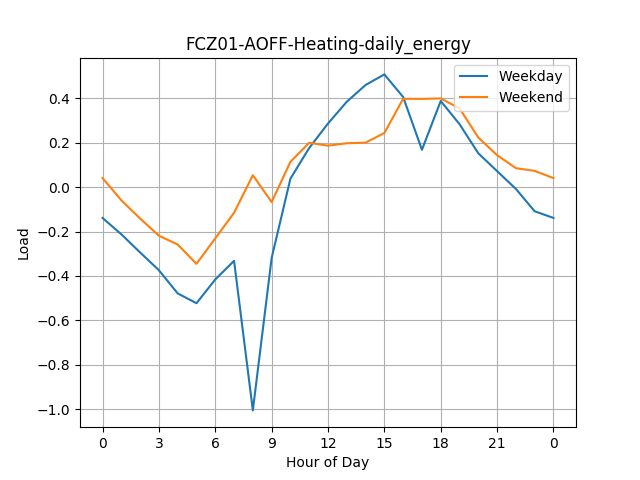 FCZ01-AOFF-Heating-daily_energy
Weekday
Weekend
0.4
0.2
0.0
−0.2
−0.4
−0.6
−0.8
−1.0
Load
0 3 6 9 12 15 18 21 0
Hour of Day